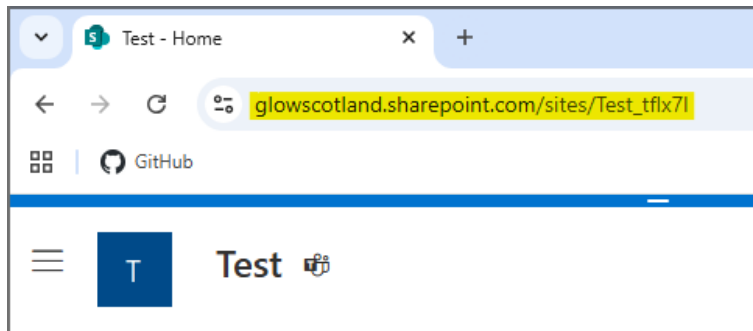 Test - Home
glowscotland.sharepoint.com/sites/Test_tflx7l
GitHub
T Test